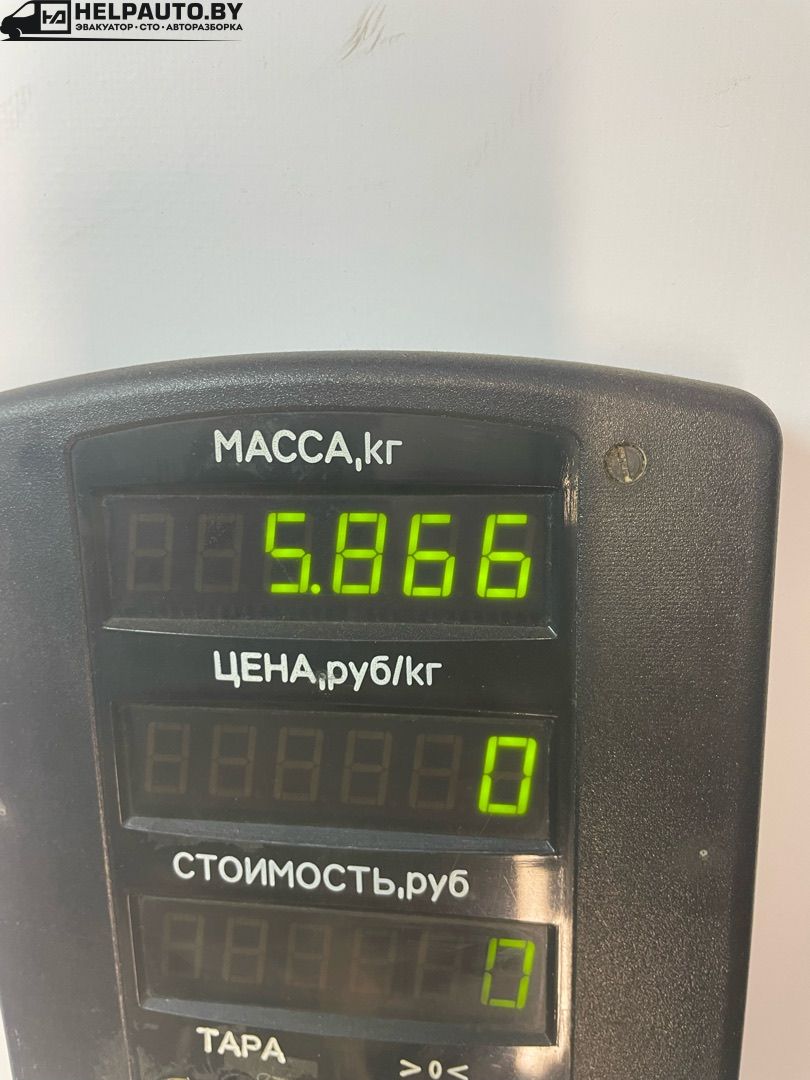 HELPAUTO.BY
ЭВАКУАТОР • СТО • АВТОРАЗБОРКА
МАССА,кг
5.866
ЦЕНА,руб/кг
0
СТОИМОСТЬ,руб
0
ТАРА
>0<